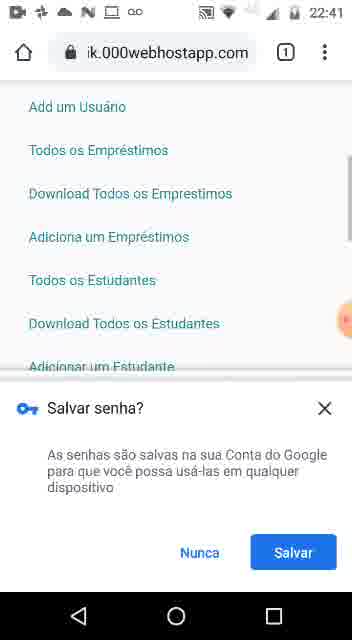 22:41
ik.000webhostapp.com
1
Add um Usuário
Todos os Empréstimos
Download Todos os Emprestimos
Adiciona um Empréstimos
Todos os Estudantes
Download Todos os Estudantes
Adicionar um Estudante
Salvar senha?
As senhas são salvas na sua Conta do Google
para que você possa usá-las em qualquer
dispositivo
Nunca
Salvar